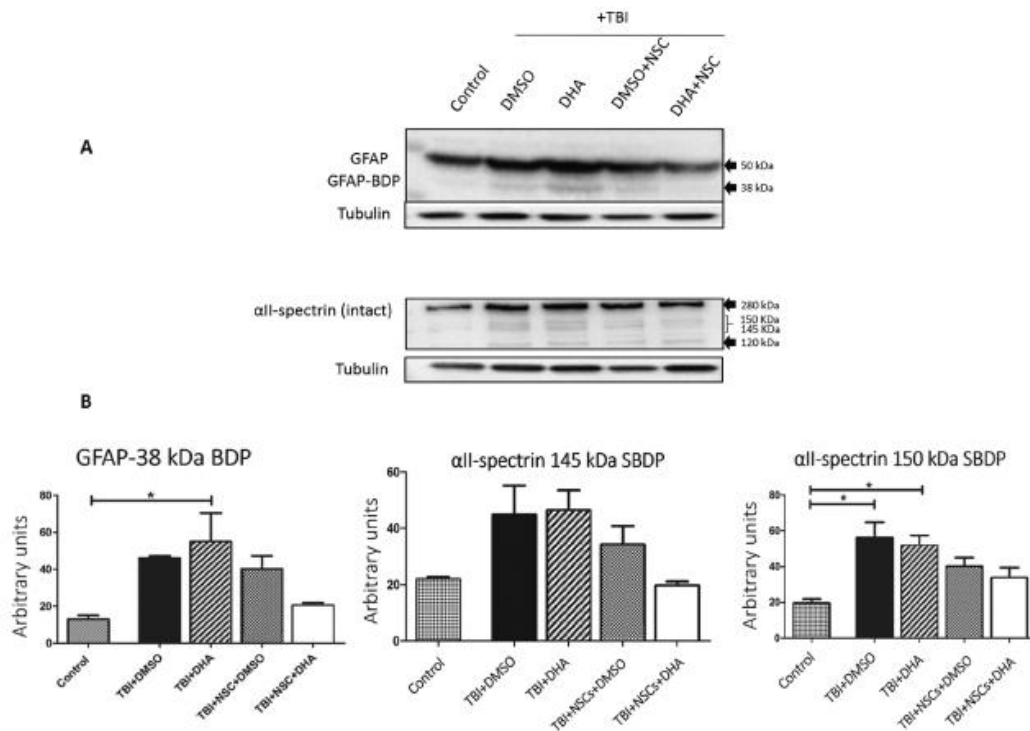 +TBI
Control
DMSO
DHA
DMSO+NSC
DHA+NSC
A
GFAP
50 kDa
GFAP-BDP
38 kDa
Tubulin
αII-spectrin (intact)
280 kDa
150 KDa
145 KDa
120 kDa
Tubulin
B
GFAP-38 kDa BDP
Arbitrary units
80
60
40
20
0
*
Control
TBI+DMSO
TBI+DHA
TBI+NSC+DMSO
TBI+NSC+DHA
αII-spectrin 145 kDa SBDP
Arbitrary units
60
40
20
0
Control
TBI+DMSO
TBI+DHA
TBI+NSCs+DMSO
TBI+NSCs+DHA
αII-spectrin 150 kDa SBDP
Arbitrary units
80
60
40
20
0
*
*
Control
TBI+DMSO
TBI+DHA
TBI+NSCs+DMSO
TBI+NSCs+DHA